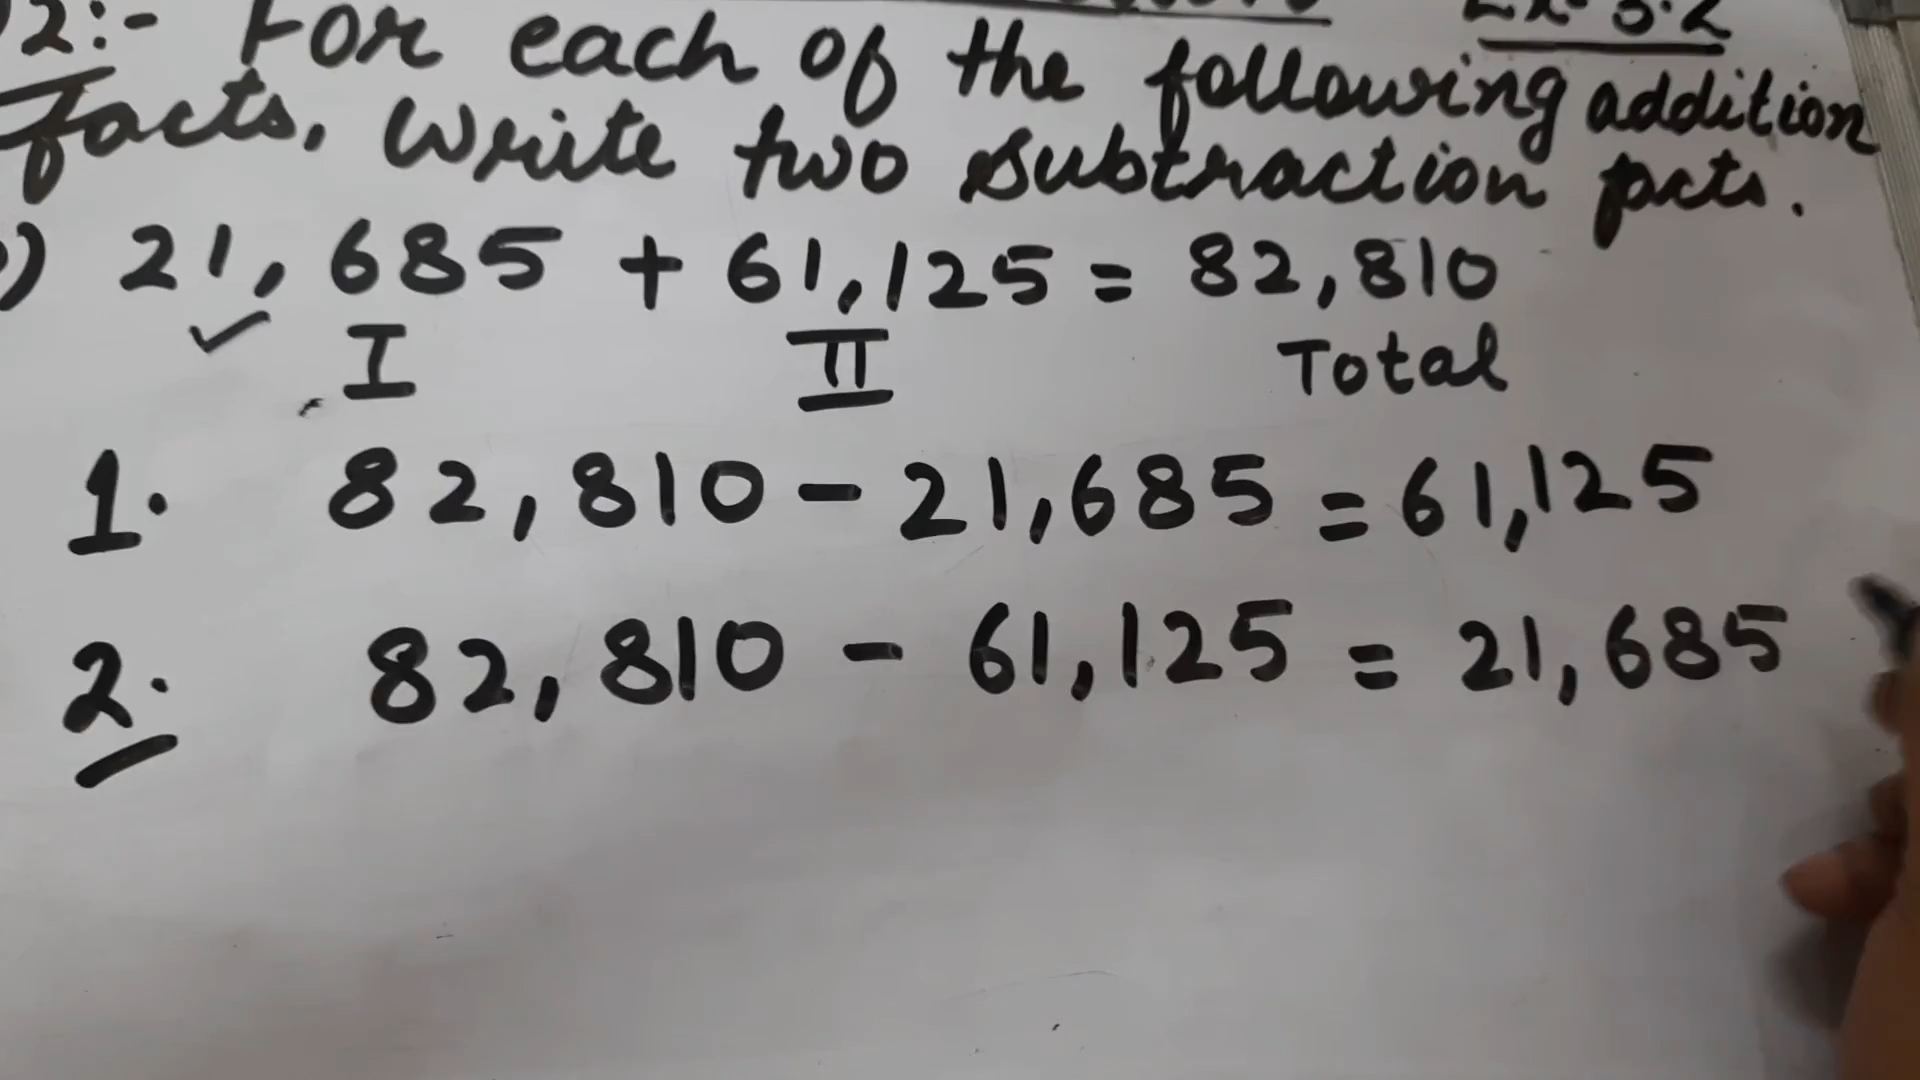 2:- For each of the following addition
facts, write two subtraction facts.
) 21,685 + 61,125 = 82,810
✓ I II Total
1. 82,810 - 21,685 = 61,125
2. 82,810 - 61,125 = 21,685